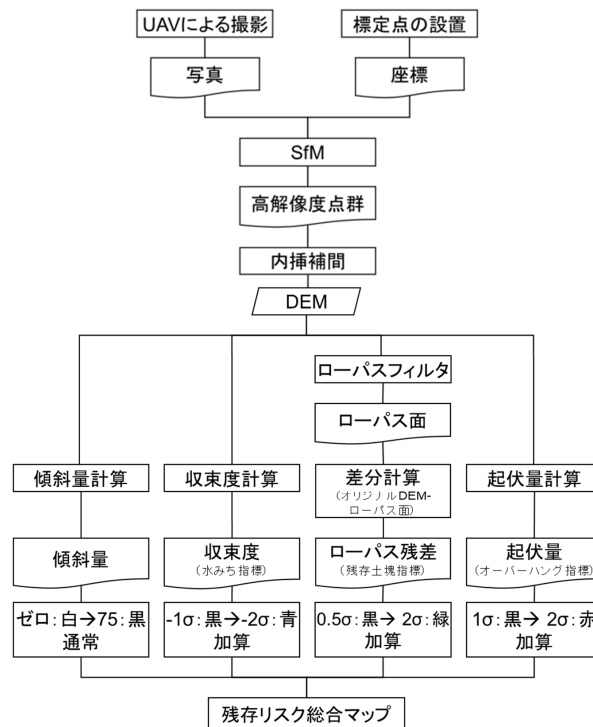 UAVによる撮影
標定点の設置
写真
座標
SfM
高解像度点群
内挿補間
DEM
ローパスフィルタ
ローパス面
傾斜量計算
収束度計算
差分計算
(オリジナルDEM-
ローパス面)
起伏量計算
傾斜量
収束度
(水みち指標)
ローパス残差
(残存土塊指標)
起伏量
(オーバーハング指標)
ゼロ:白→75:黒
通常
-1σ:黒→-2σ:青
加算
0.5σ:黒→ 2σ:緑
加算
1σ:黒→ 2σ:赤
加算
残存リスク総合マップ